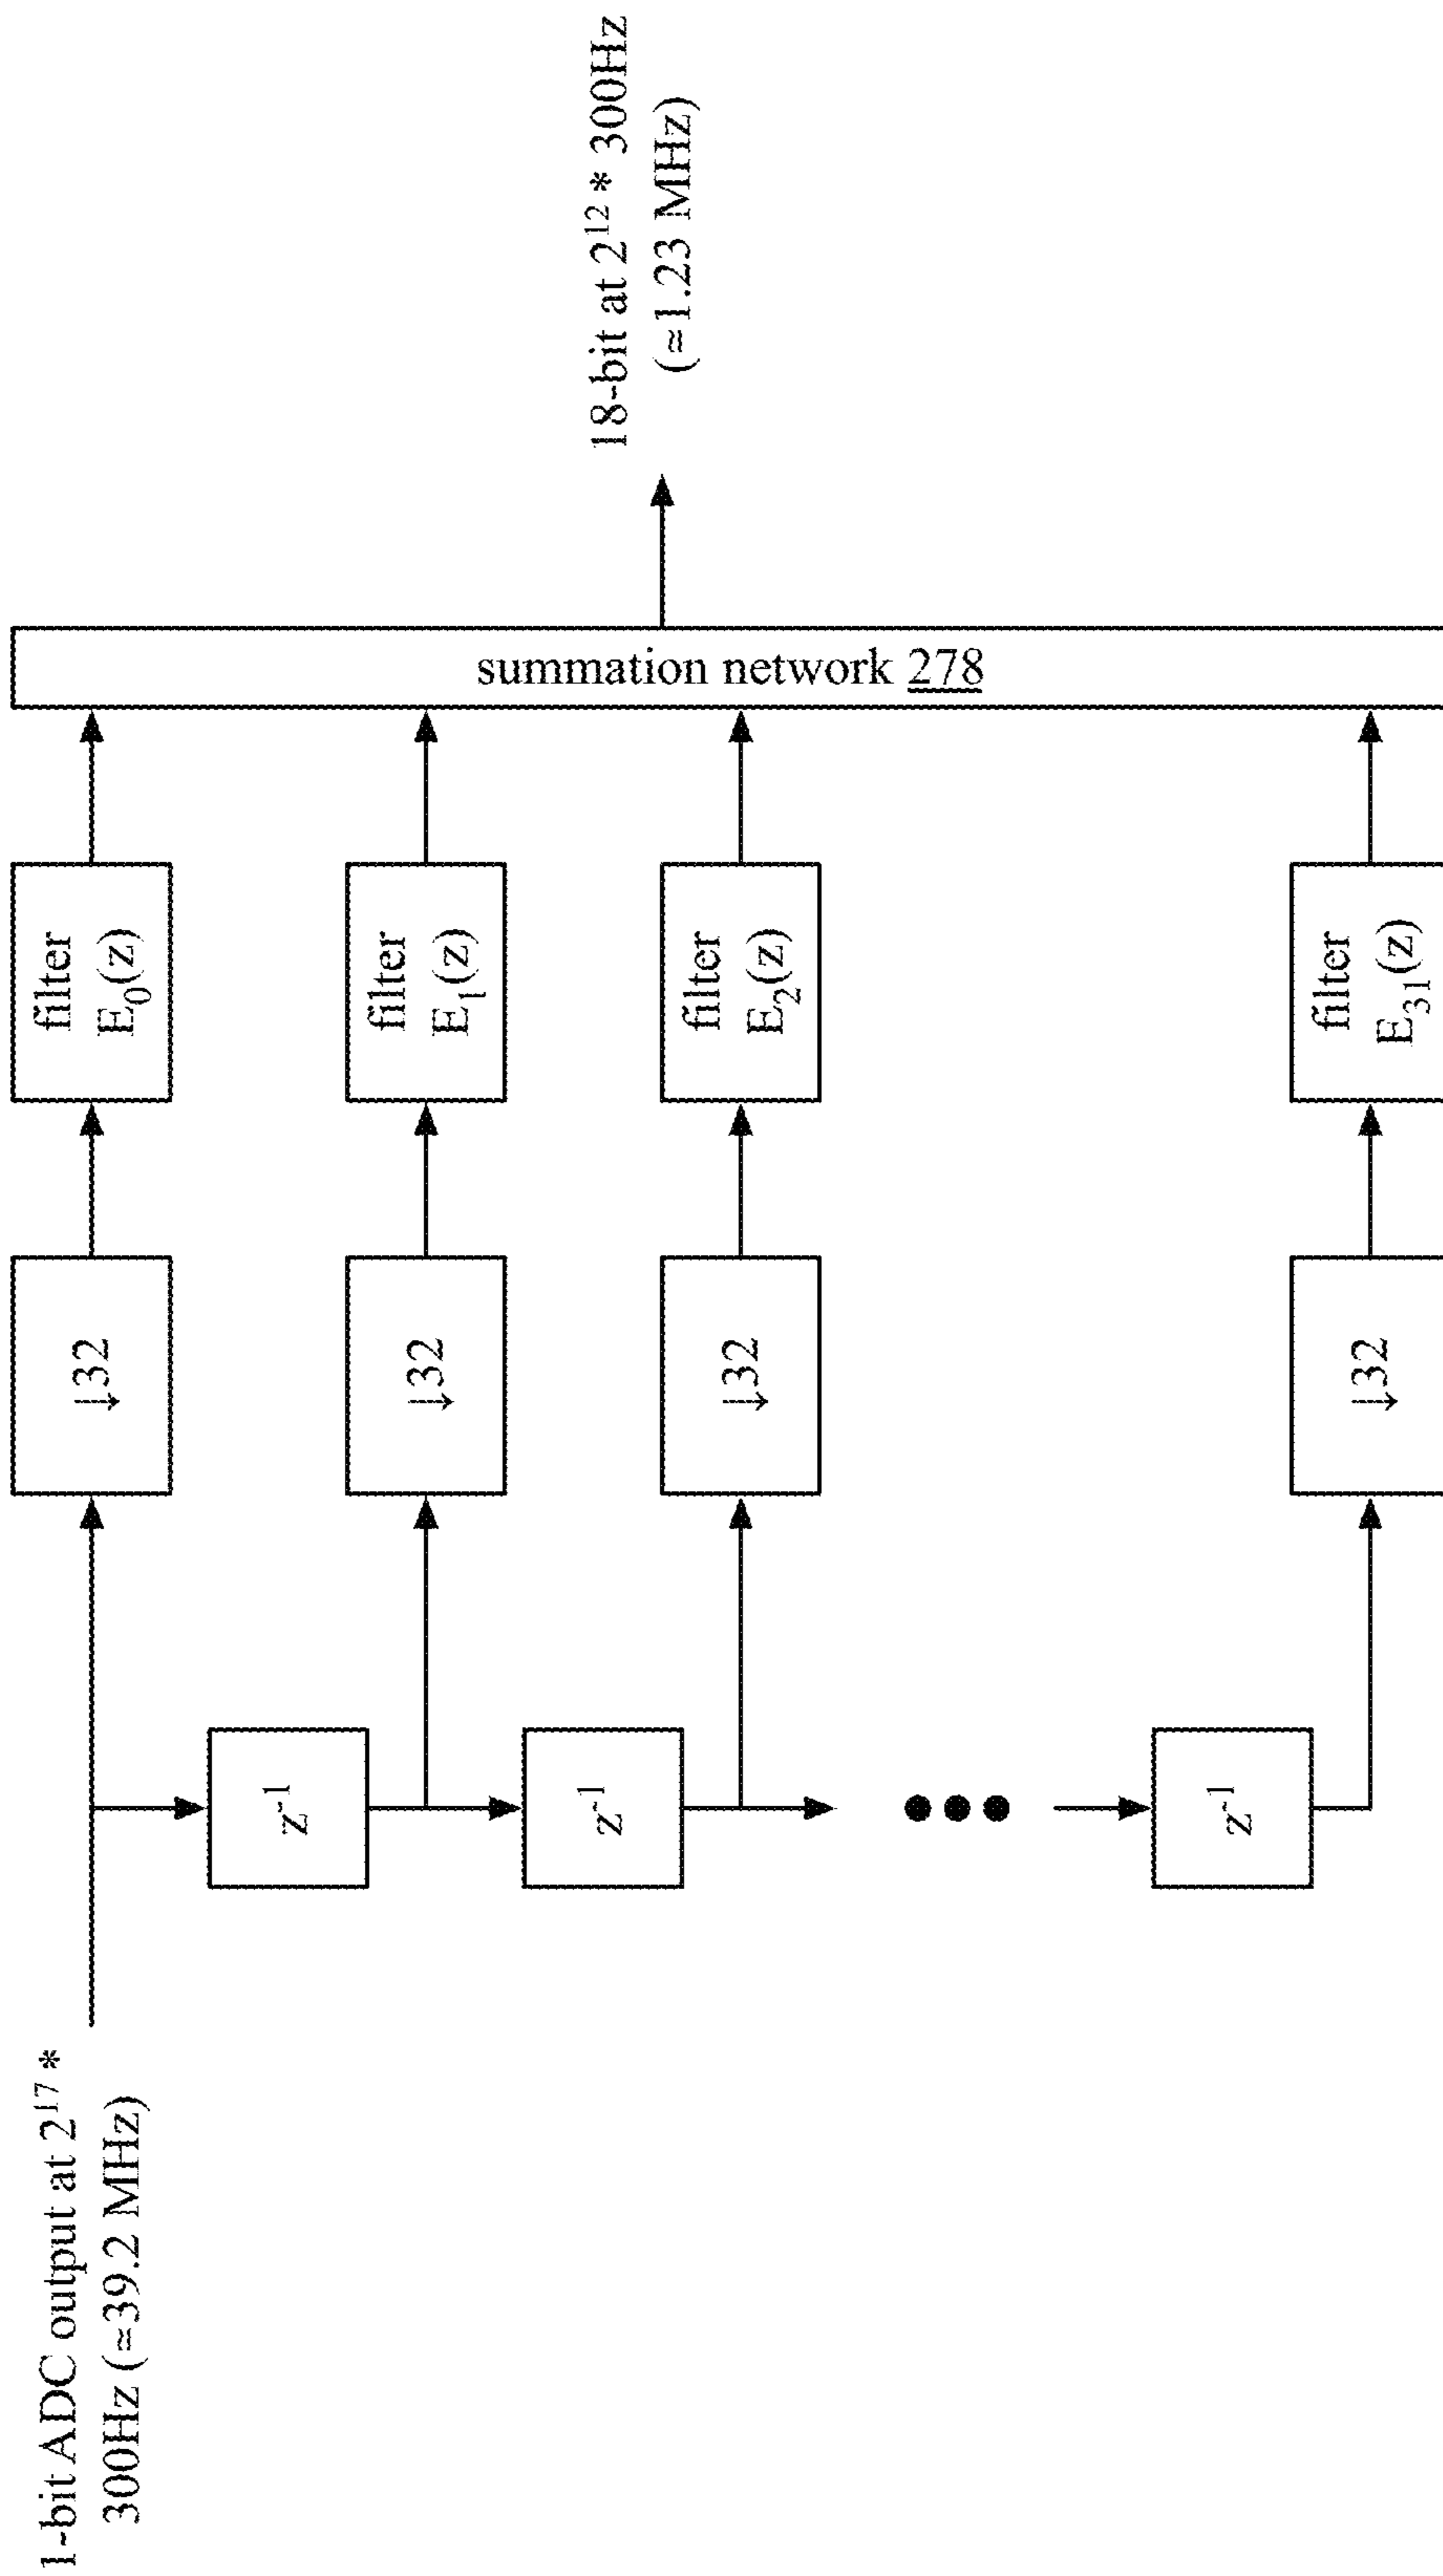 1-bit ADC output at 2¹⁷ *
300Hz (≈39.2 MHz)
z⁻¹
z⁻¹
z⁻¹
↓32
↓32
↓32
↓32
filter
E₀(z)
filter
E₁(z)
filter
E₂(z)
filter
E₃₁(z)
summation network 278
18-bit at 2¹² * 300Hz
(≈1.23 MHz)